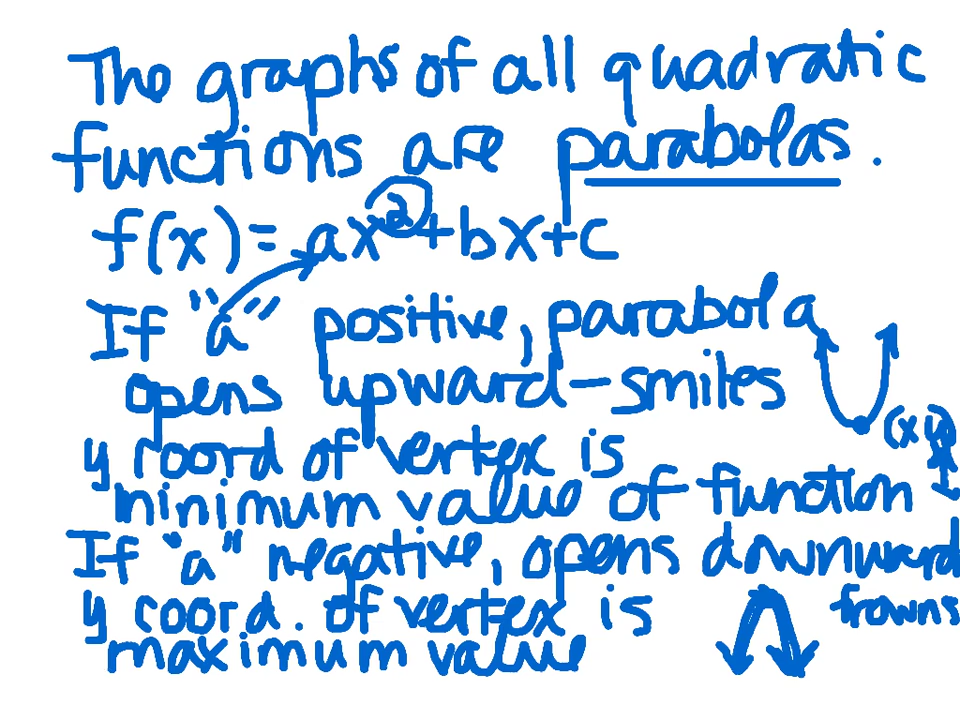 The graphs of all quadratic
functions are parabolas.
f(x) = ax²+bx+c
If "a" positive, parabola
opens upward-smiles
(x y)
y coord of vertex is
minimum value of function
If "a" negative, opens downward
y coord. of vertex is frowns
maximum value